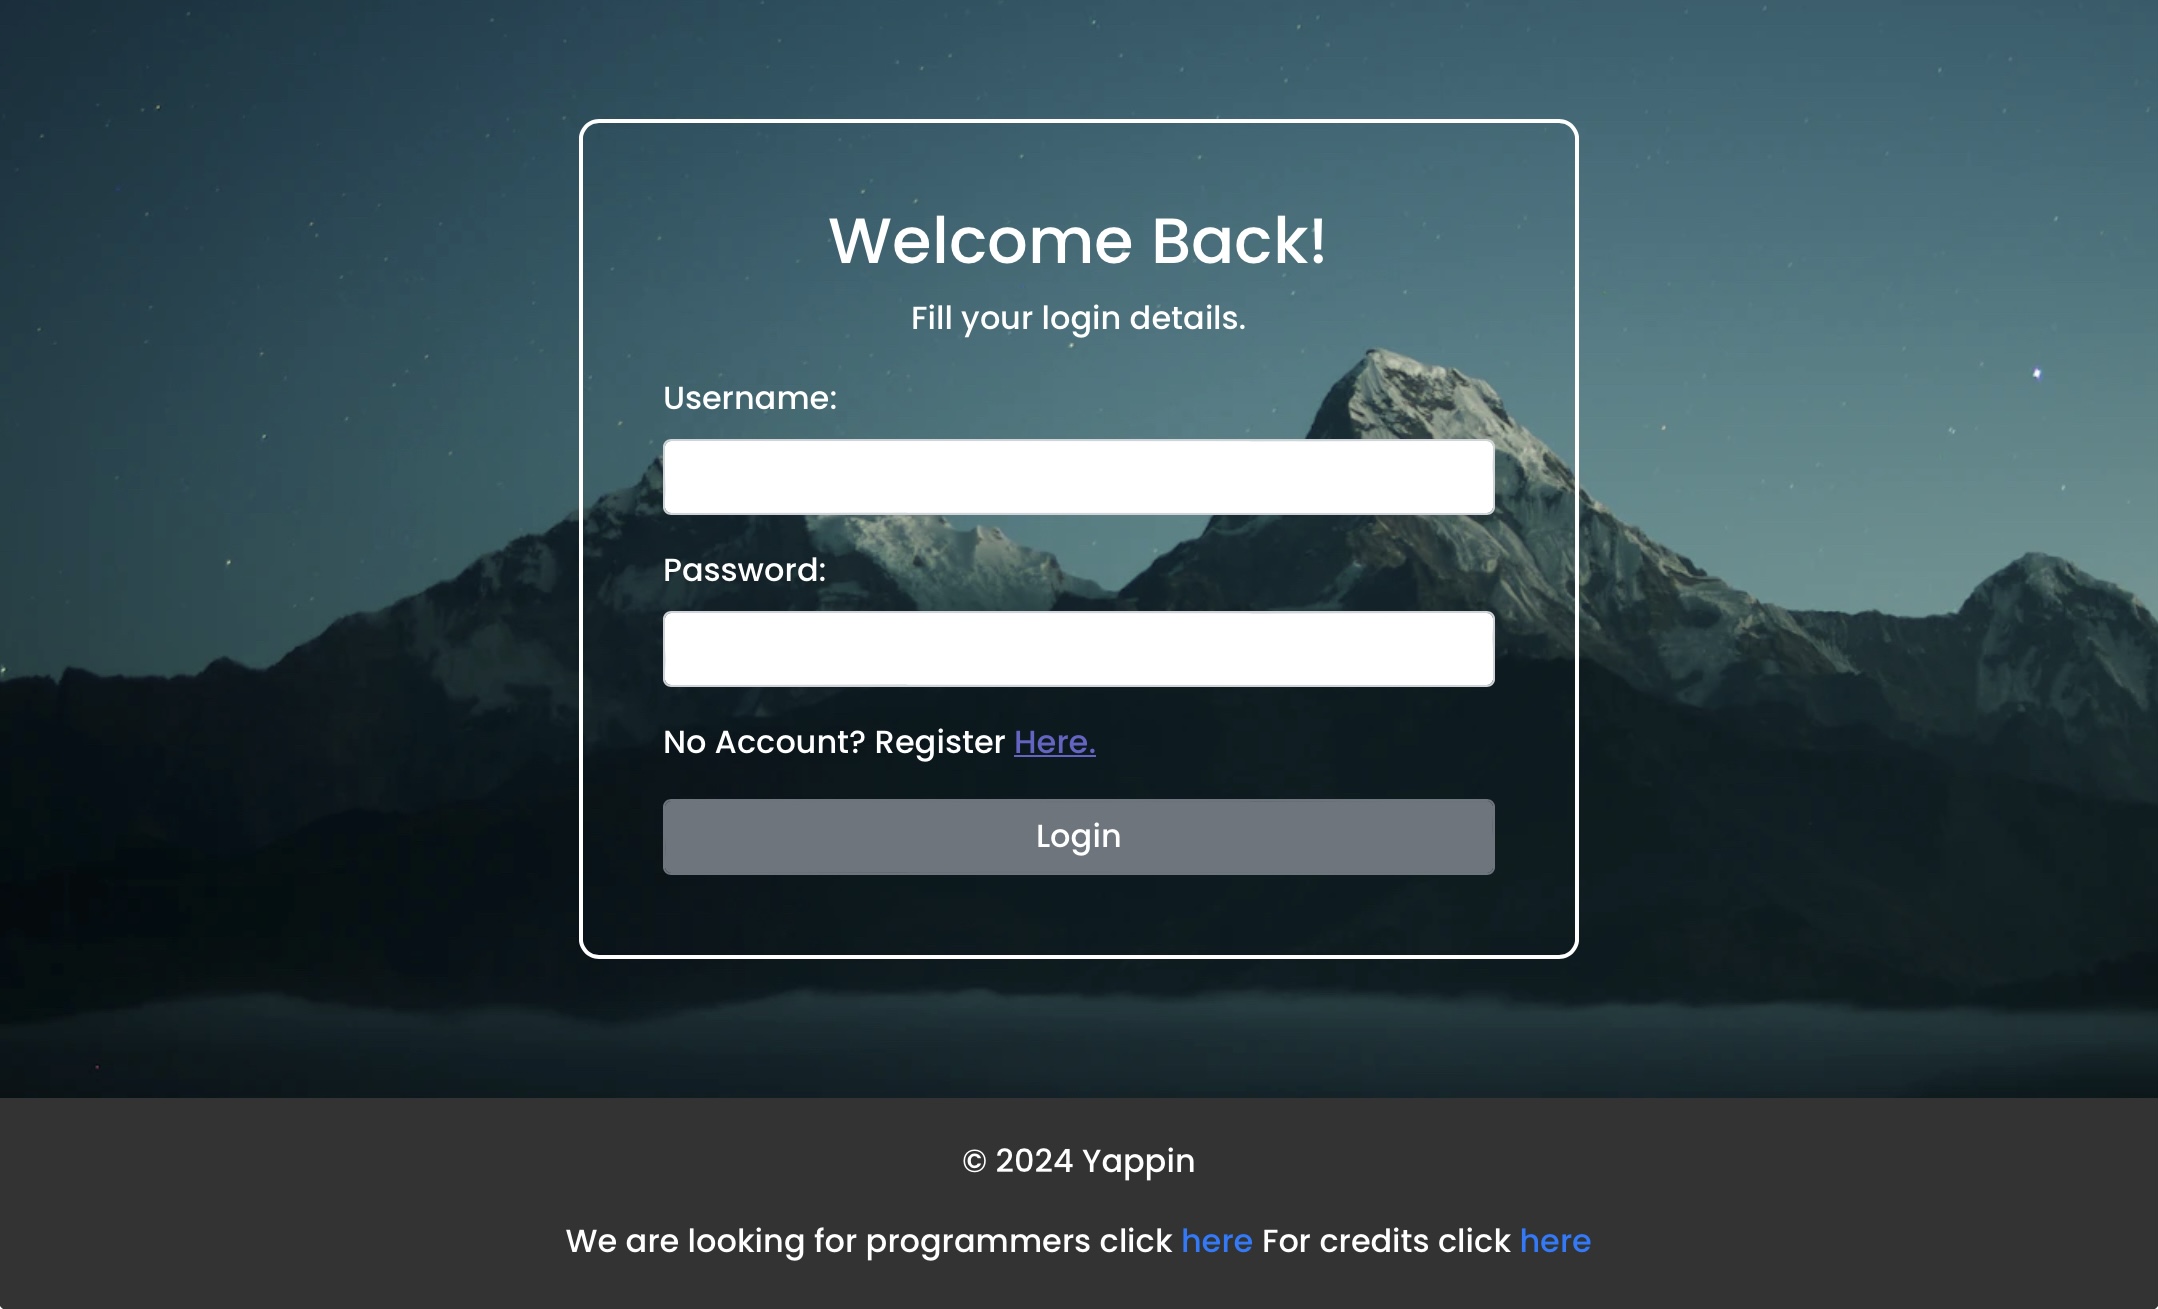 Welcome Back!
Fill your login details.
Username:
Password:
No Account? Register Here.
Login
© 2024 Yappin
We are looking for programmers click here For credits click here